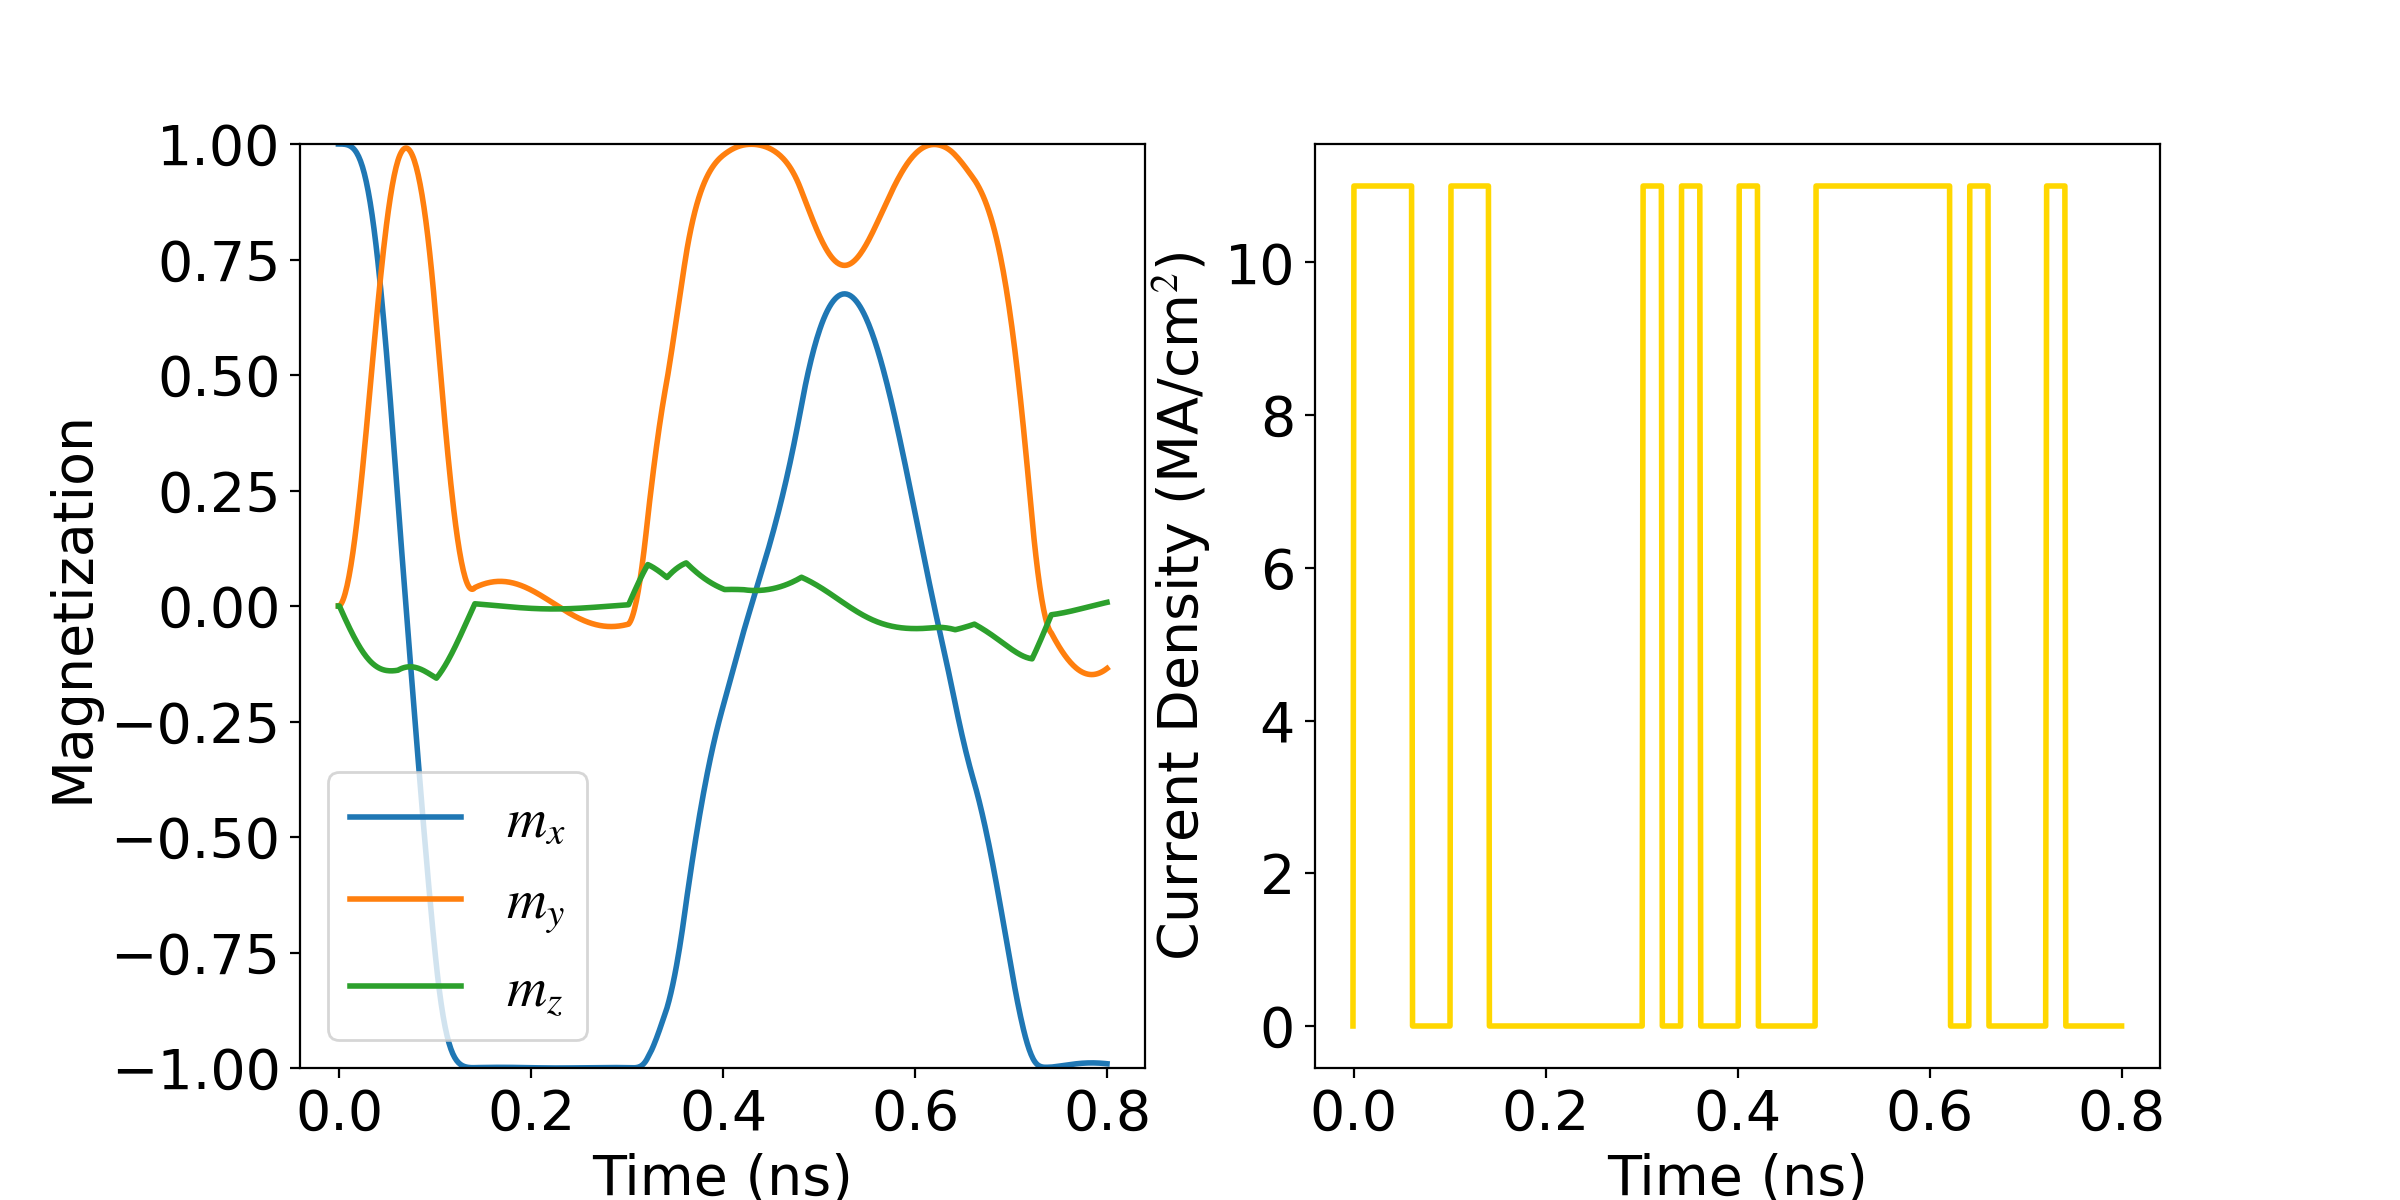 Magnetization
1.00
0.75
0.50
0.25
0.00
−0.25
−0.50
−0.75
−1.00
m_x
m_y
m_z
0.0 0.2 0.4 0.6 0.8
Time (ns)
Current Density (MA/cm²)
10
8
6
4
2
0
0.0 0.2 0.4 0.6 0.8
Time (ns)